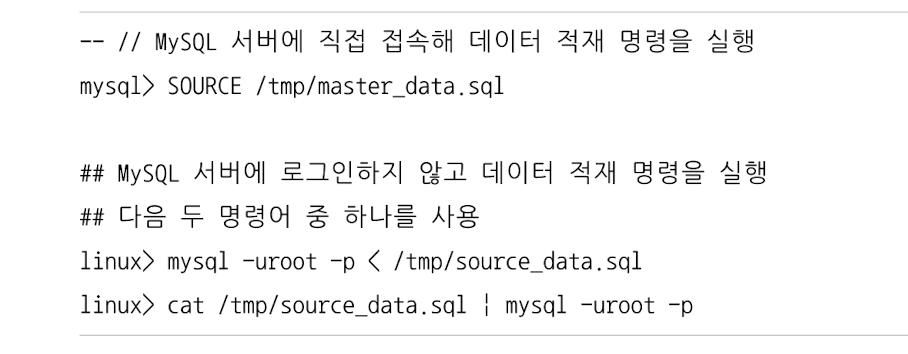 -- // MySQL 서버에 직접 접속해 데이터 적재 명령을 실행
mysql> SOURCE /tmp/master_data.sql
## MySQL 서버에 로그인하지 않고 데이터 적재 명령을 실행
## 다음 두 명령어 중 하나를 사용
linux> mysql -uroot -p < /tmp/source_data.sql
linux> cat /tmp/source_data.sql | mysql -uroot -p